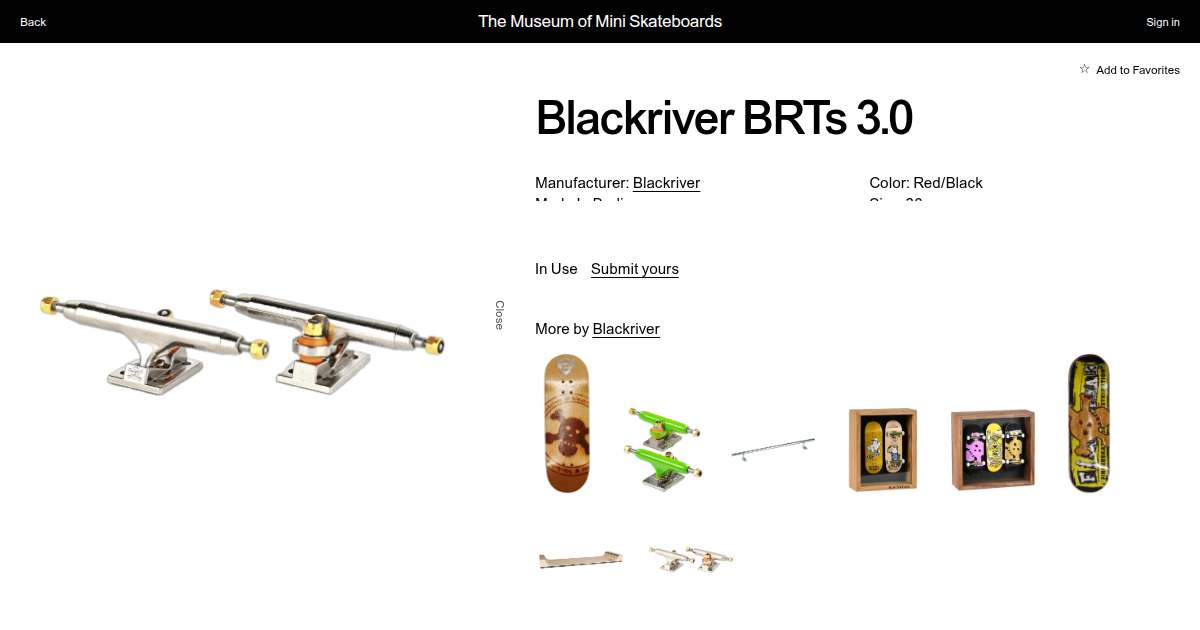 Back
The Museum of Mini Skateboards
Sign in
☆ Add to Favorites
Blackriver BRTs 3.0
Manufacturer: Blackriver
Color: Red/Black
In Use
Submit yours
Close
More by Blackriver